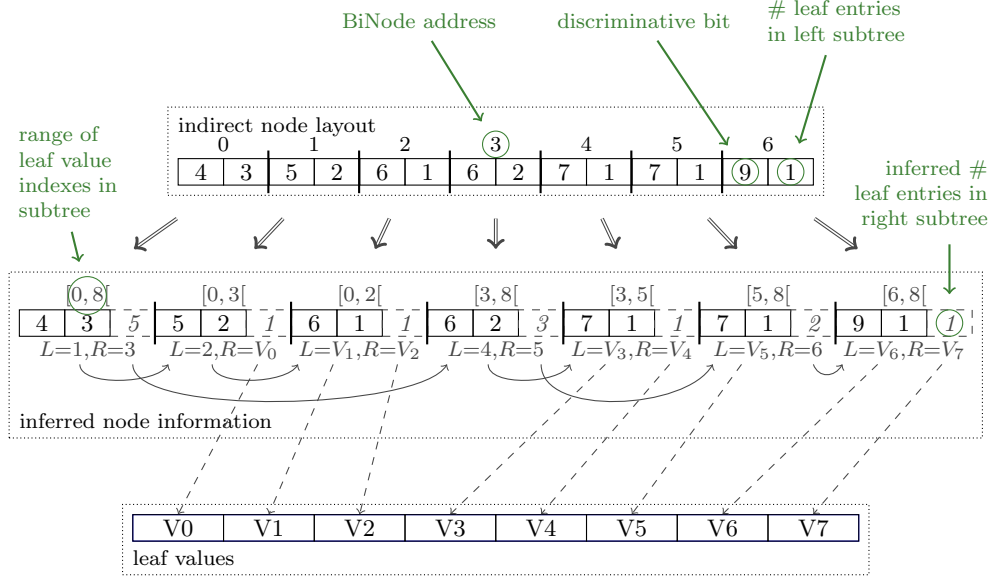 BiNode address
discriminative bit
# leaf entries
in left subtree
indirect node layout
0 1 2 3 4 5 6
4 3 5 2 6 1 6 2 7 1 7 1 9 1
range of
leaf value
indexes in
subtree
inferred #
leaf entries in
right subtree
[0, 8[ [0, 3[ [0, 2[ [3, 8[ [3, 5[ [5, 8[ [6, 8[
4 3 5 5 2 1 6 1 1 6 2 3 7 1 1 7 1 2 9 1 1
L=1,R=3 L=2,R=V₀ L=V₁,R=V₂ L=4,R=5 L=V₃,R=V₄ L=V₅,R=6 L=V₆,R=V₇
inferred node information
V0 V1 V2 V3 V4 V5 V6 V7
leaf values